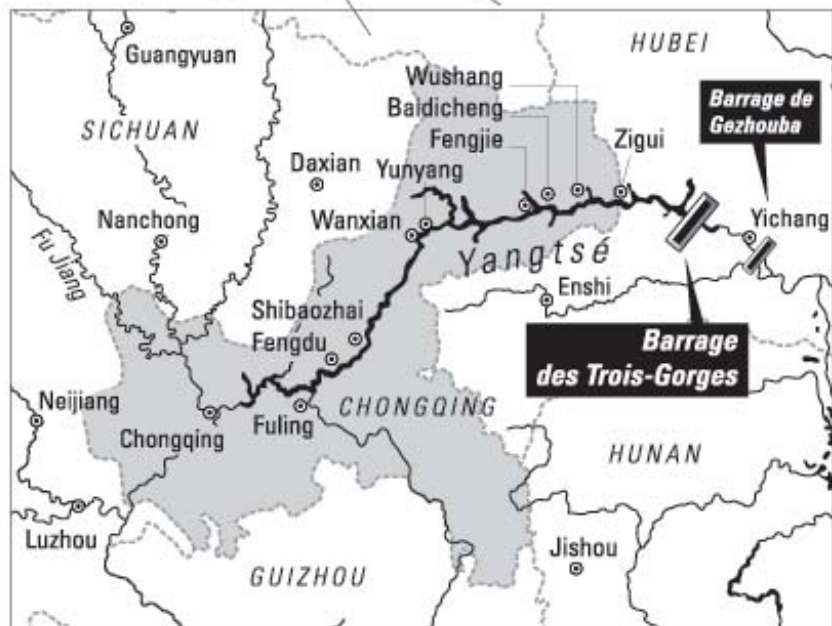 Guangyuan
HUBEI
Wushang
Baidicheng
Fengjie
Barrage de
Gezhouba
SICHUAN
Daxian
Yunyang
Zigui
Nanchong
Wanxian
Yichang
Fu Jiang
Yangtsé
Enshi
Shibaozhai
Fengdu
Barrage
des Trois-Gorges
Neijiang
Chongqing
Fuling
CHONGQING
HUNAN
Luzhou
Jishou
GUIZHOU